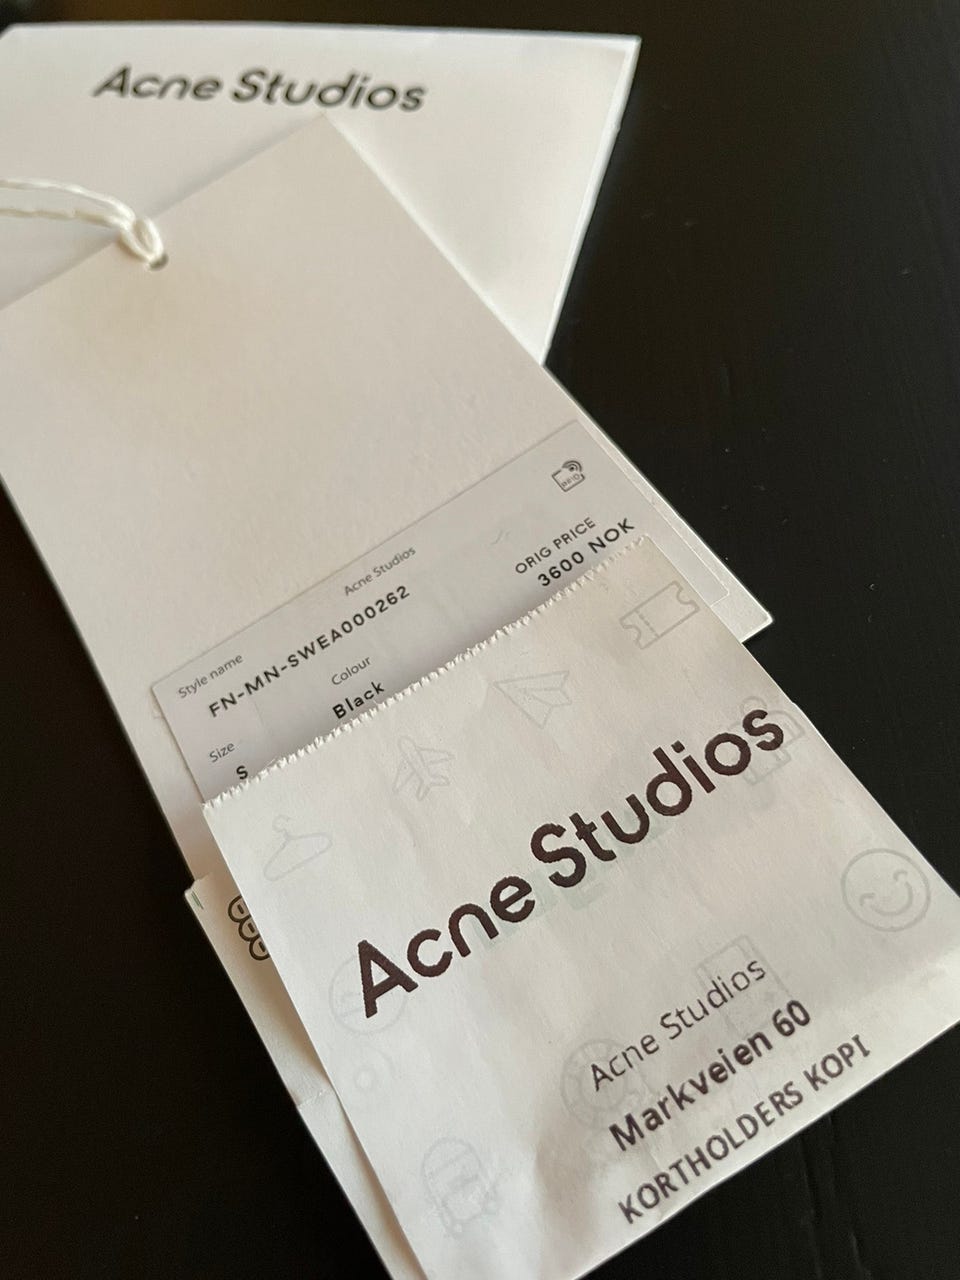 Acne Studios
RFID
Acne Studios
Style name
FN-MN-SWEA000262
ORIG PRICE
3600 NOK
Colour
Black
Size
S
Acne Studios
Acne Studios
Markveien 60
KORTHOLDERS KOPI